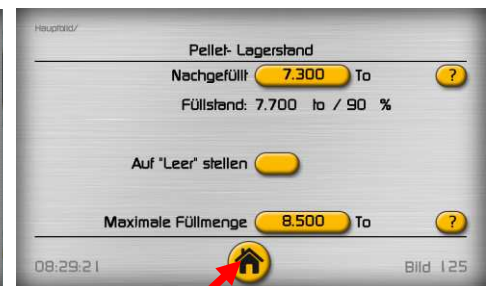 Hauptbild/
Pellet- Lagerstand
Nachgefüllt 7.300 To ?
Füllstand: 7.700 to / 90 %
Auf "Leer" stellen
Maximale Füllmenge 8.500 To ?
08:29:21 Bild 125